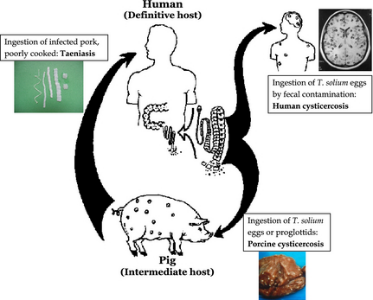 Human
(Definitive host)
Ingestion of infected pork,
poorly cooked: Taeniasis
Ingestion of T. solium eggs
by fecal contamination:
Human cysticercosis
Ingestion of T. solium
eggs or proglottids:
Porcine cysticercosis
Pig
(Intermediate host)